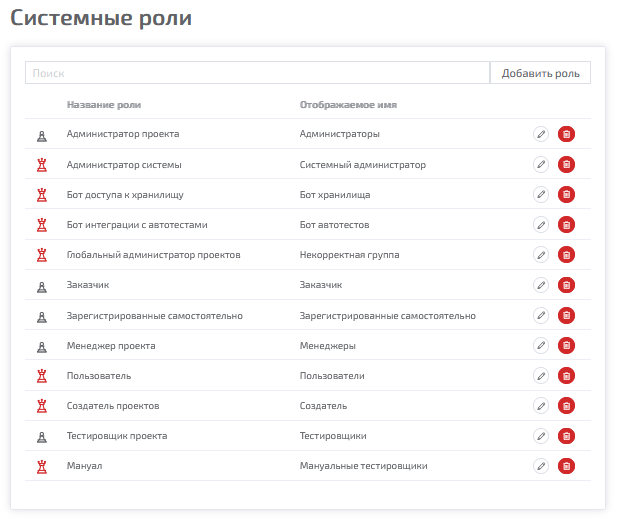 Системные роли
Поиск Добавить роль
Название роли Отображаемое имя
Администратор проекта Администраторы
Администратор системы Системный администратор
Бот доступа к хранилищу Бот хранилища
Бот интеграции с автотестами Бот автотестов
Глобальный администратор проектов Некорректная группа
Заказчик Заказчик
Зарегистрированные самостоятельно Зарегистрированные самостоятельно
Менеджер проекта Менеджеры
Пользователь Пользователи
Создатель проектов Создатель
Тестировщик проекта Тестировщики
Мануал Мануальные тестировщики